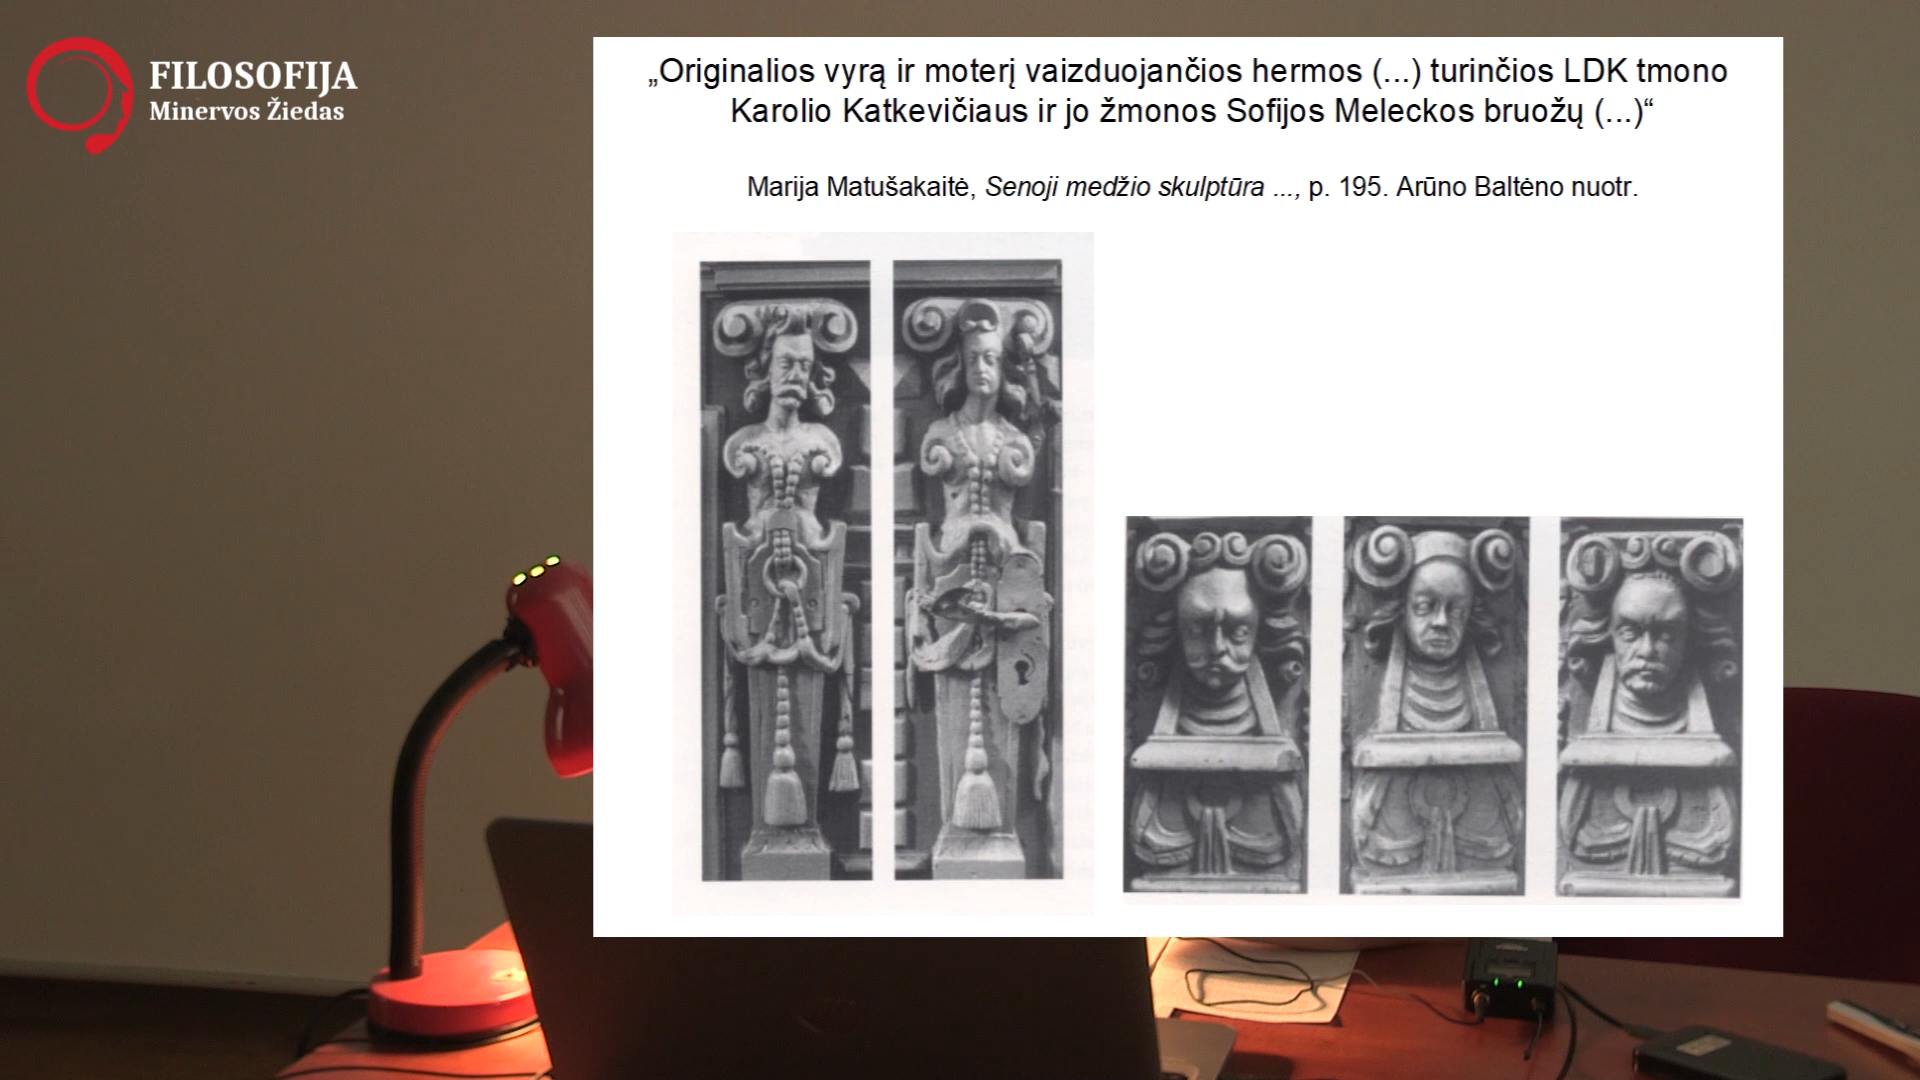 FILOSOFIJA
Minervos Žiedas
„Originalios vyrą ir moterį vaizduojančios hermos (...) turinčios LDK tmono
Karolio Katkevičiaus ir jo žmonos Sofijos Meleckos bruožų (...)“
Marija Matušakaitė, Senoji medžio skulptūra ..., p. 195. Arūno Baltėno nuotr.